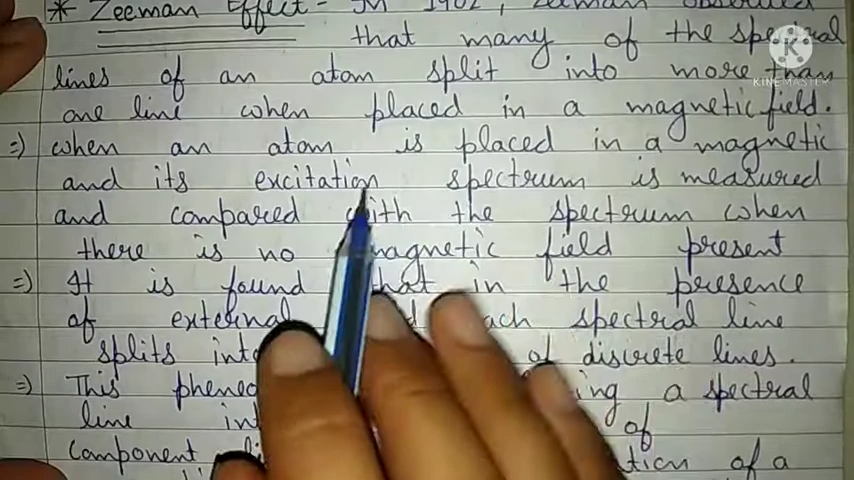 * Zeeman Effect - In 1902, Zeeman observed
that many of the spectral
lines of an atom split into more than
one line when placed in a magnetic field.
=) when an atom is placed in a magnetic
and its excitation spectrum is measured
and compared with the spectrum when
there is no magnetic field present
=) It is found that in the presence
of external each spectral line
splits into of discrete lines.
=) This a spectral
line of
component of a
KINEMASTER